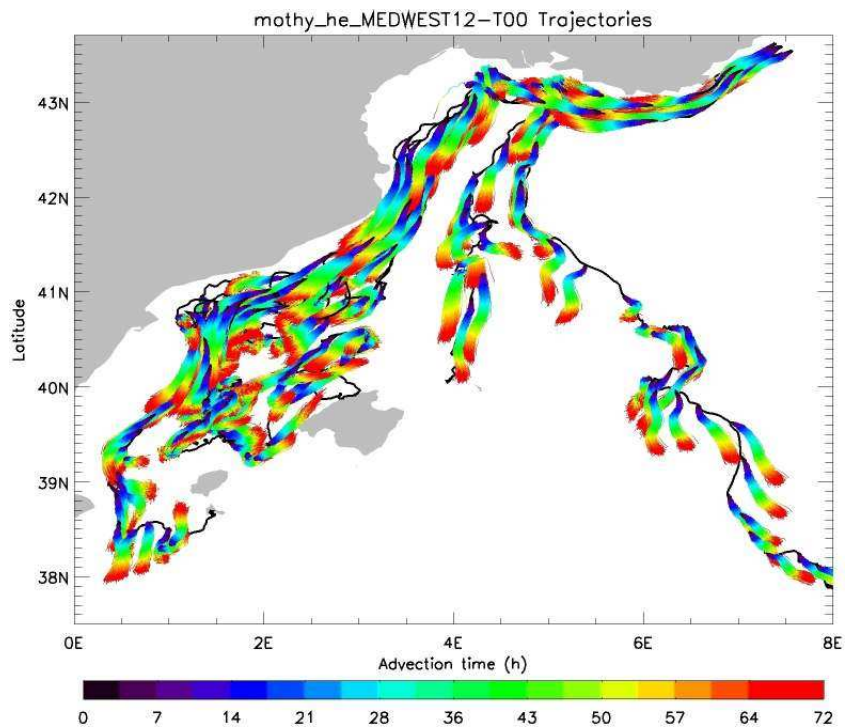 mothy_he_MEDWEST12-T00 Trajectories
43N
42N
41N
Latitude
40N
39N
38N
0E 2E 4E 6E 8E
Advection time (h)
0 7 14 21 28 36 43 50 57 64 72